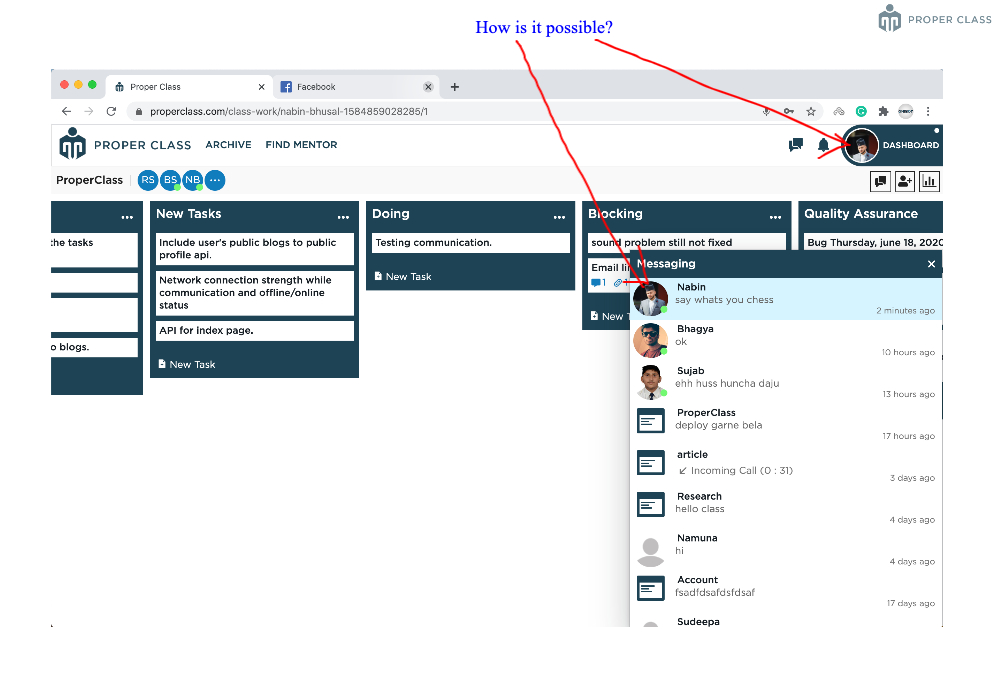 How is it possible?
PROPER CLASS
Proper Class
Facebook
properclass.com/class-work/nabin-bhusal-1584859028285/1
PROPER CLASS
ARCHIVE
FIND MENTOR
DASHBOARD
ProperClass
RS
BS
NB
...
...
the tasks
o blogs.
New Tasks ...
Include user's public blogs to public
profile api.
Network connection strength while
communication and offline/online
status
API for index page.
New Task
Doing ...
Testing communication.
New Task
Blocking ...
sound problem still not fixed
Email li
1
New T
Quality Assurance
Bug Thursday, june 18, 2020
Messaging
Nabin
say whats you chess
2 minutes ago
Bhagya
ok
10 hours ago
Sujab
ehh huss huncha daju
13 hours ago
ProperClass
deploy garne bela
17 hours ago
article
Incoming Call (0 : 31)
3 days ago
Research
hello class
4 days ago
Namuna
hi
4 days ago
Account
fsadfdsafdsfdsaf
17 days ago
Sudeepa